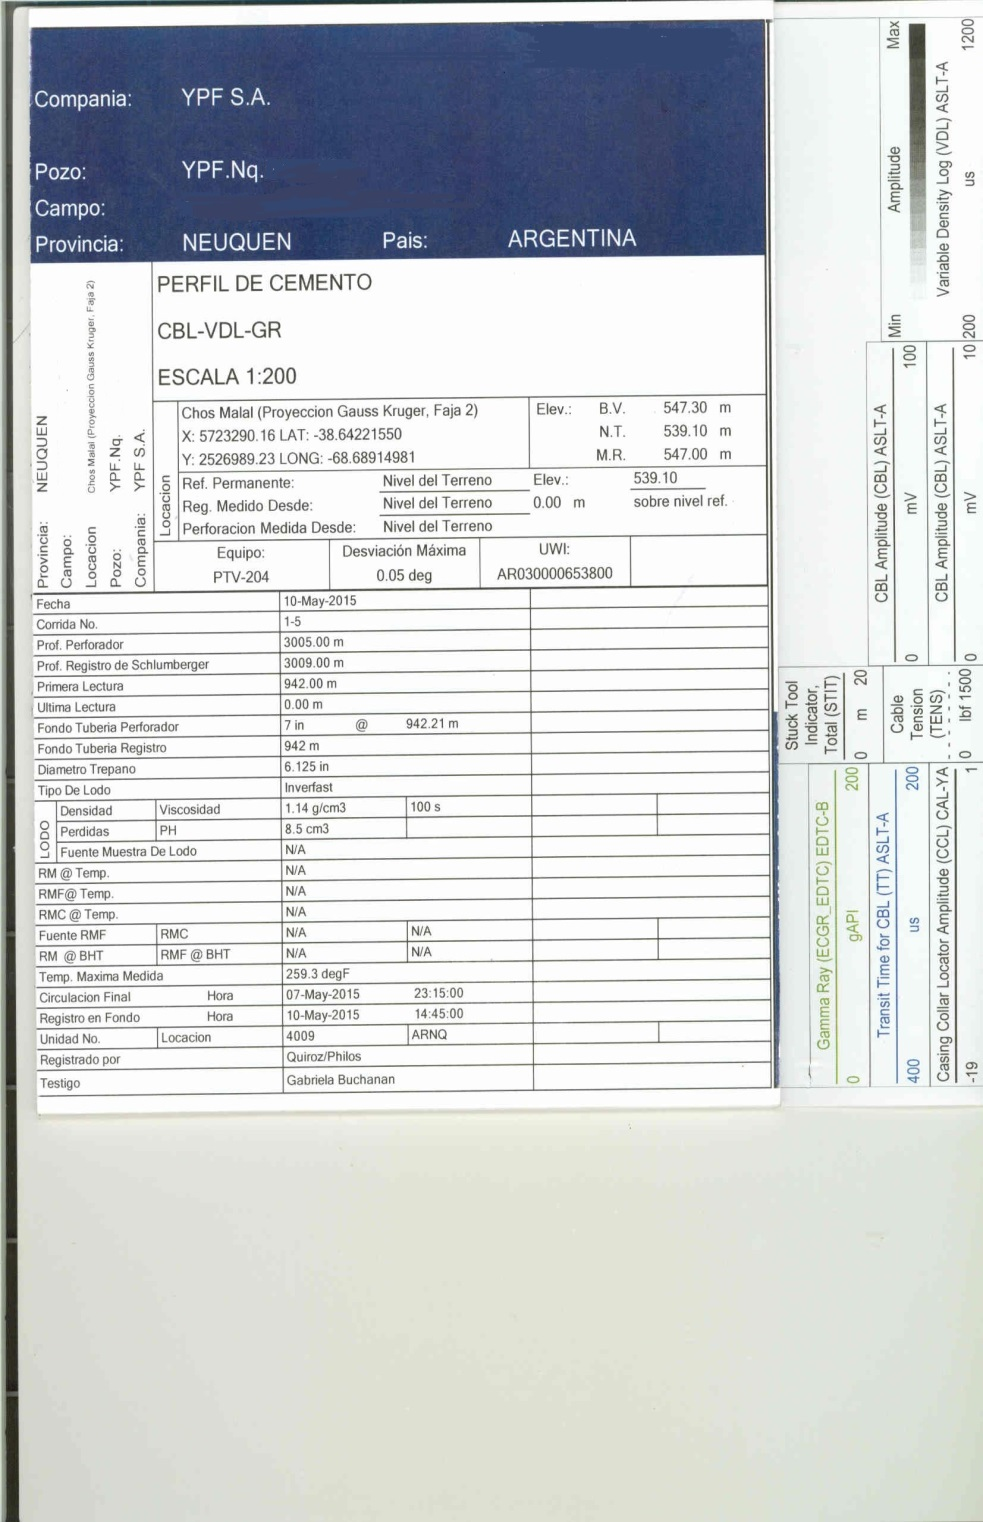 Compania: YPF S.A.
Pozo: YPF.Nq.
Campo:
Provincia: NEUQUEN Pais: ARGENTINA
Provincia: NEUQUEN
Campo:
Locacion Chos Malal (Proyeccion Gauss Kruger, Faja 2)
Pozo: YPF.Nq.
Compania: YPF S.A.
PERFIL DE CEMENTO
CBL-VDL-GR
ESCALA 1:200
Locacion
Chos Malal (Proyeccion Gauss Kruger, Faja 2) Elev.: B.V. 547.30 m
X: 5723290.16 LAT: -38.64221550 N.T. 539.10 m
Y: 2526989.23 LONG: -68.68914981 M.R. 547.00 m
Ref. Permanente: Nivel del Terreno Elev.: 539.10
Reg. Medido Desde: Nivel del Terreno 0.00 m sobre nivel ref.
Perforacion Medida Desde: Nivel del Terreno
Equipo: Desviación Máxima UWI:
PTV-204 0.05 deg AR030000653800
Fecha 10-May-2015
Corrida No. 1-5
Prof. Perforador 3005.00 m
Prof. Registro de Schlumberger 3009.00 m
Primera Lectura 942.00 m
Ultima Lectura 0.00 m
Fondo Tuberia Perforador 7 in @ 942.21 m
Fondo Tuberia Registro 942 m
Diametro Trepano 6.125 in
Tipo De Lodo Inverfast
LODO
Densidad Viscosidad 1.14 g/cm3 100 s
Perdidas PH 8.5 cm3
Fuente Muestra De Lodo N/A
RM @ Temp. N/A
RMF@ Temp. N/A
RMC @ Temp. N/A
Fuente RMF RMC N/A N/A
RM @ BHT RMF @ BHT N/A N/A
Temp. Maxima Medida 259.3 degF
Circulacion Final Hora 07-May-2015 23:15:00
Registro en Fondo Hora 10-May-2015 14:45:00
Unidad No. Locacion 4009 ARNQ
Registrado por Quiroz/Philos
Testigo Gabriela Buchanan
Stuck Tool
Indicator,
Total (STIT)
0 m 20
Cable
Tension
(TENS)
0 lbf 1500
Gamma Ray (ECGR_EDTC) EDTC-B
0 gAPI 200
Transit Time for CBL (TT) ASLT-A
400 us 200
Casing Collar Locator Amplitude (CCL) CAL-YA
-19 1
CBL Amplitude (CBL) ASLT-A
0 mV 100
CBL Amplitude (CBL) ASLT-A
0 mV 10
Min Amplitude Max
Variable Density Log (VDL) ASLT-A
200 us 1200